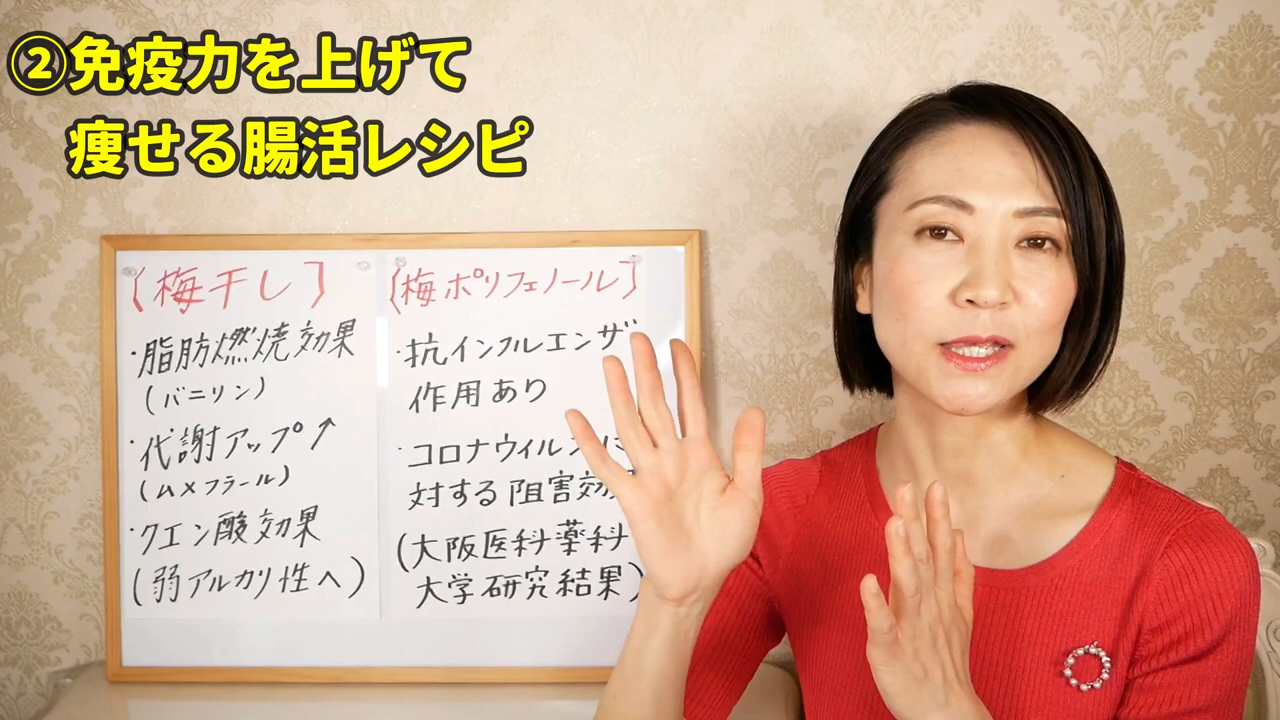 ②免疫力を上げて
痩せる腸活レシピ
〔梅干し〕
・脂肪燃焼効果
(バニリン)
・代謝アップ↑
(ムメフラール)
・クエン酸効果
(弱アルカリ性へ)
〔梅ポリフェノール〕
・抗インフルエンザ
作用あり
・コロナウイルスに
対する阻害効
(大阪医科薬科
大学研究結果)